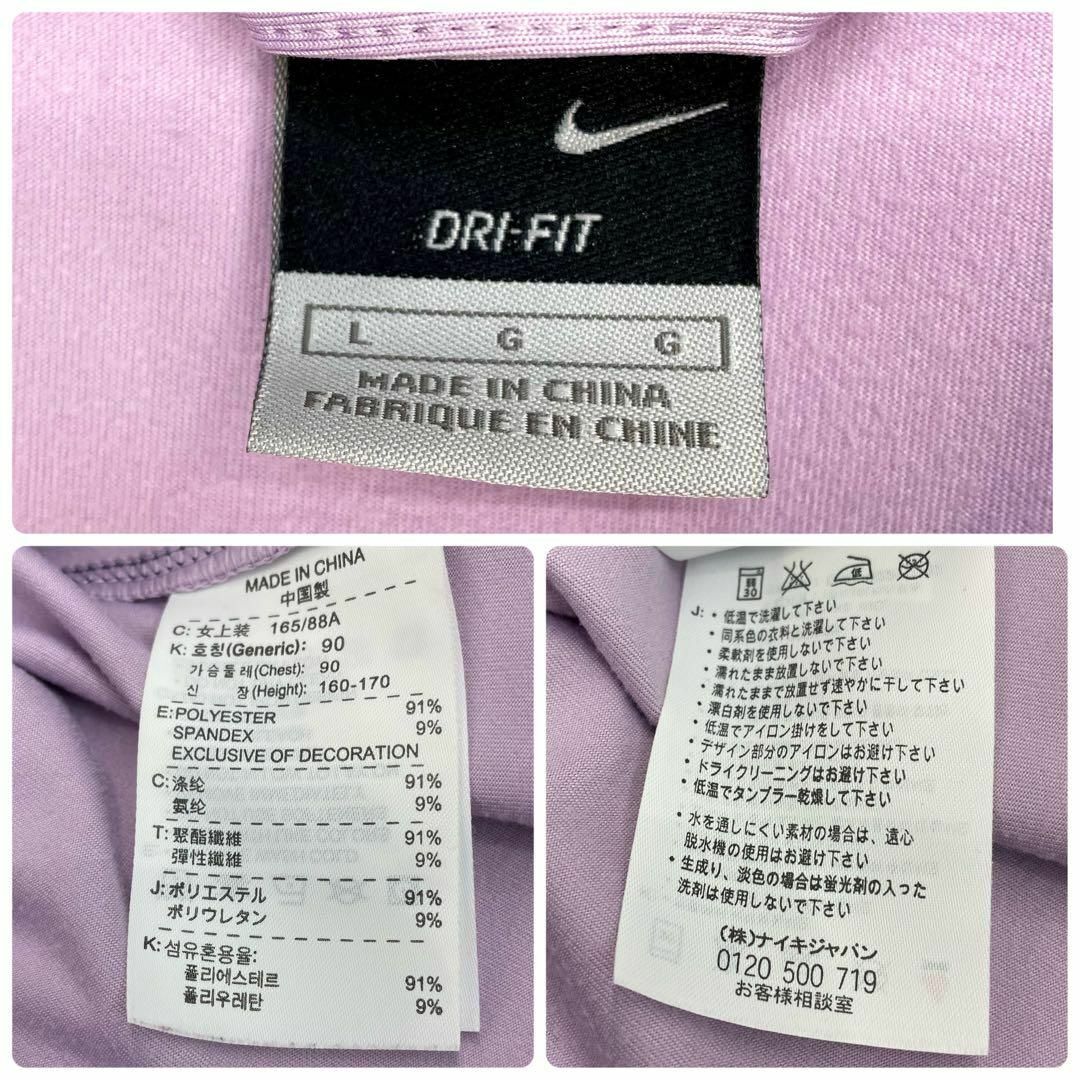 DRI-FIT
L G G
MADE IN CHINA
FABRIQUE EN CHINE
MADE IN CHINA
中国製
C: 女上装 165/88A
K: 호칭(Generic): 90
가슴둘레(Chest): 90
신 장(Height): 160-170
E: POLYESTER 91%
SPANDEX 9%
EXCLUSIVE OF DECORATION
C: 涤纶 91%
氨纶 9%
T: 聚酯纖維 91%
彈性纖維 9%
J: ポリエステル 91%
ポリウレタン 9%
K: 섬유혼용율:
폴리에스테르 91%
폴리우레탄 9%
弱 30 低
J: ・低温で洗濯して下さい
・同系色の衣料と洗濯して下さい
・柔軟剤を使用しないで下さい
・濡れたまま放置しないで下さい
・濡れたままで放置せず速やかに干して下さい
・漂白剤を使用しないで下さい
・低温でアイロン掛けをして下さい
・デザイン部分のアイロンはお避け下さい
・ドライクリーニングはお避け下さい
・低温でタンブラー乾燥して下さい
・水を通しにくい素材の場合は、遠心
脱水機の使用はお避け下さい
・生成り、淡色の場合は蛍光剤の入った
洗剤は使用しないで下さい
(株)ナイキジャパン
0120 500 719
お客様相談室